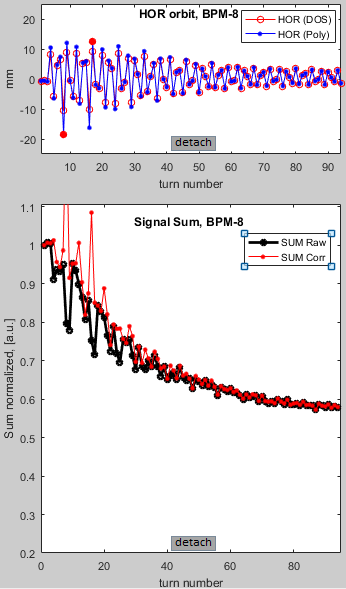 HOR orbit, BPM-8
HOR (DOS)
HOR (Poly)
20
10
0
-10
-20
mm
detach
10 20 30 40 50 60 70 80 90
turn number
Signal Sum, BPM-8
SUM Raw
SUM Corr
1.1
1
0.9
0.8
0.7
0.6
0.5
0.4
0.3
0.2
Sum normalized, [a.u.]
detach
0 20 40 60 80
turn number